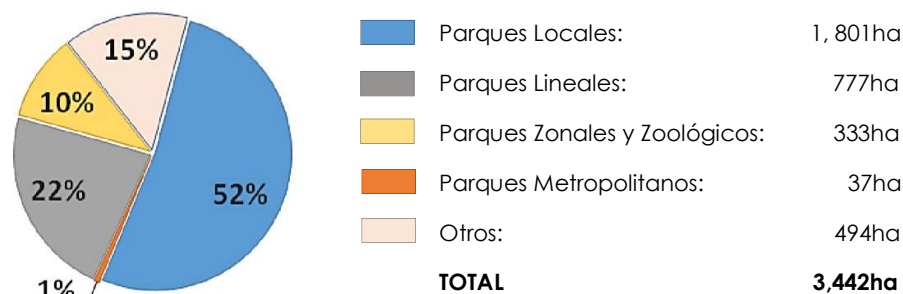 15%
10%
22%
52%
1%
Parques Locales: 1, 801ha
Parques Lineales: 777ha
Parques Zonales y Zoológicos: 333ha
Parques Metropolitanos: 37ha
Otros: 494ha
TOTAL 3,442ha